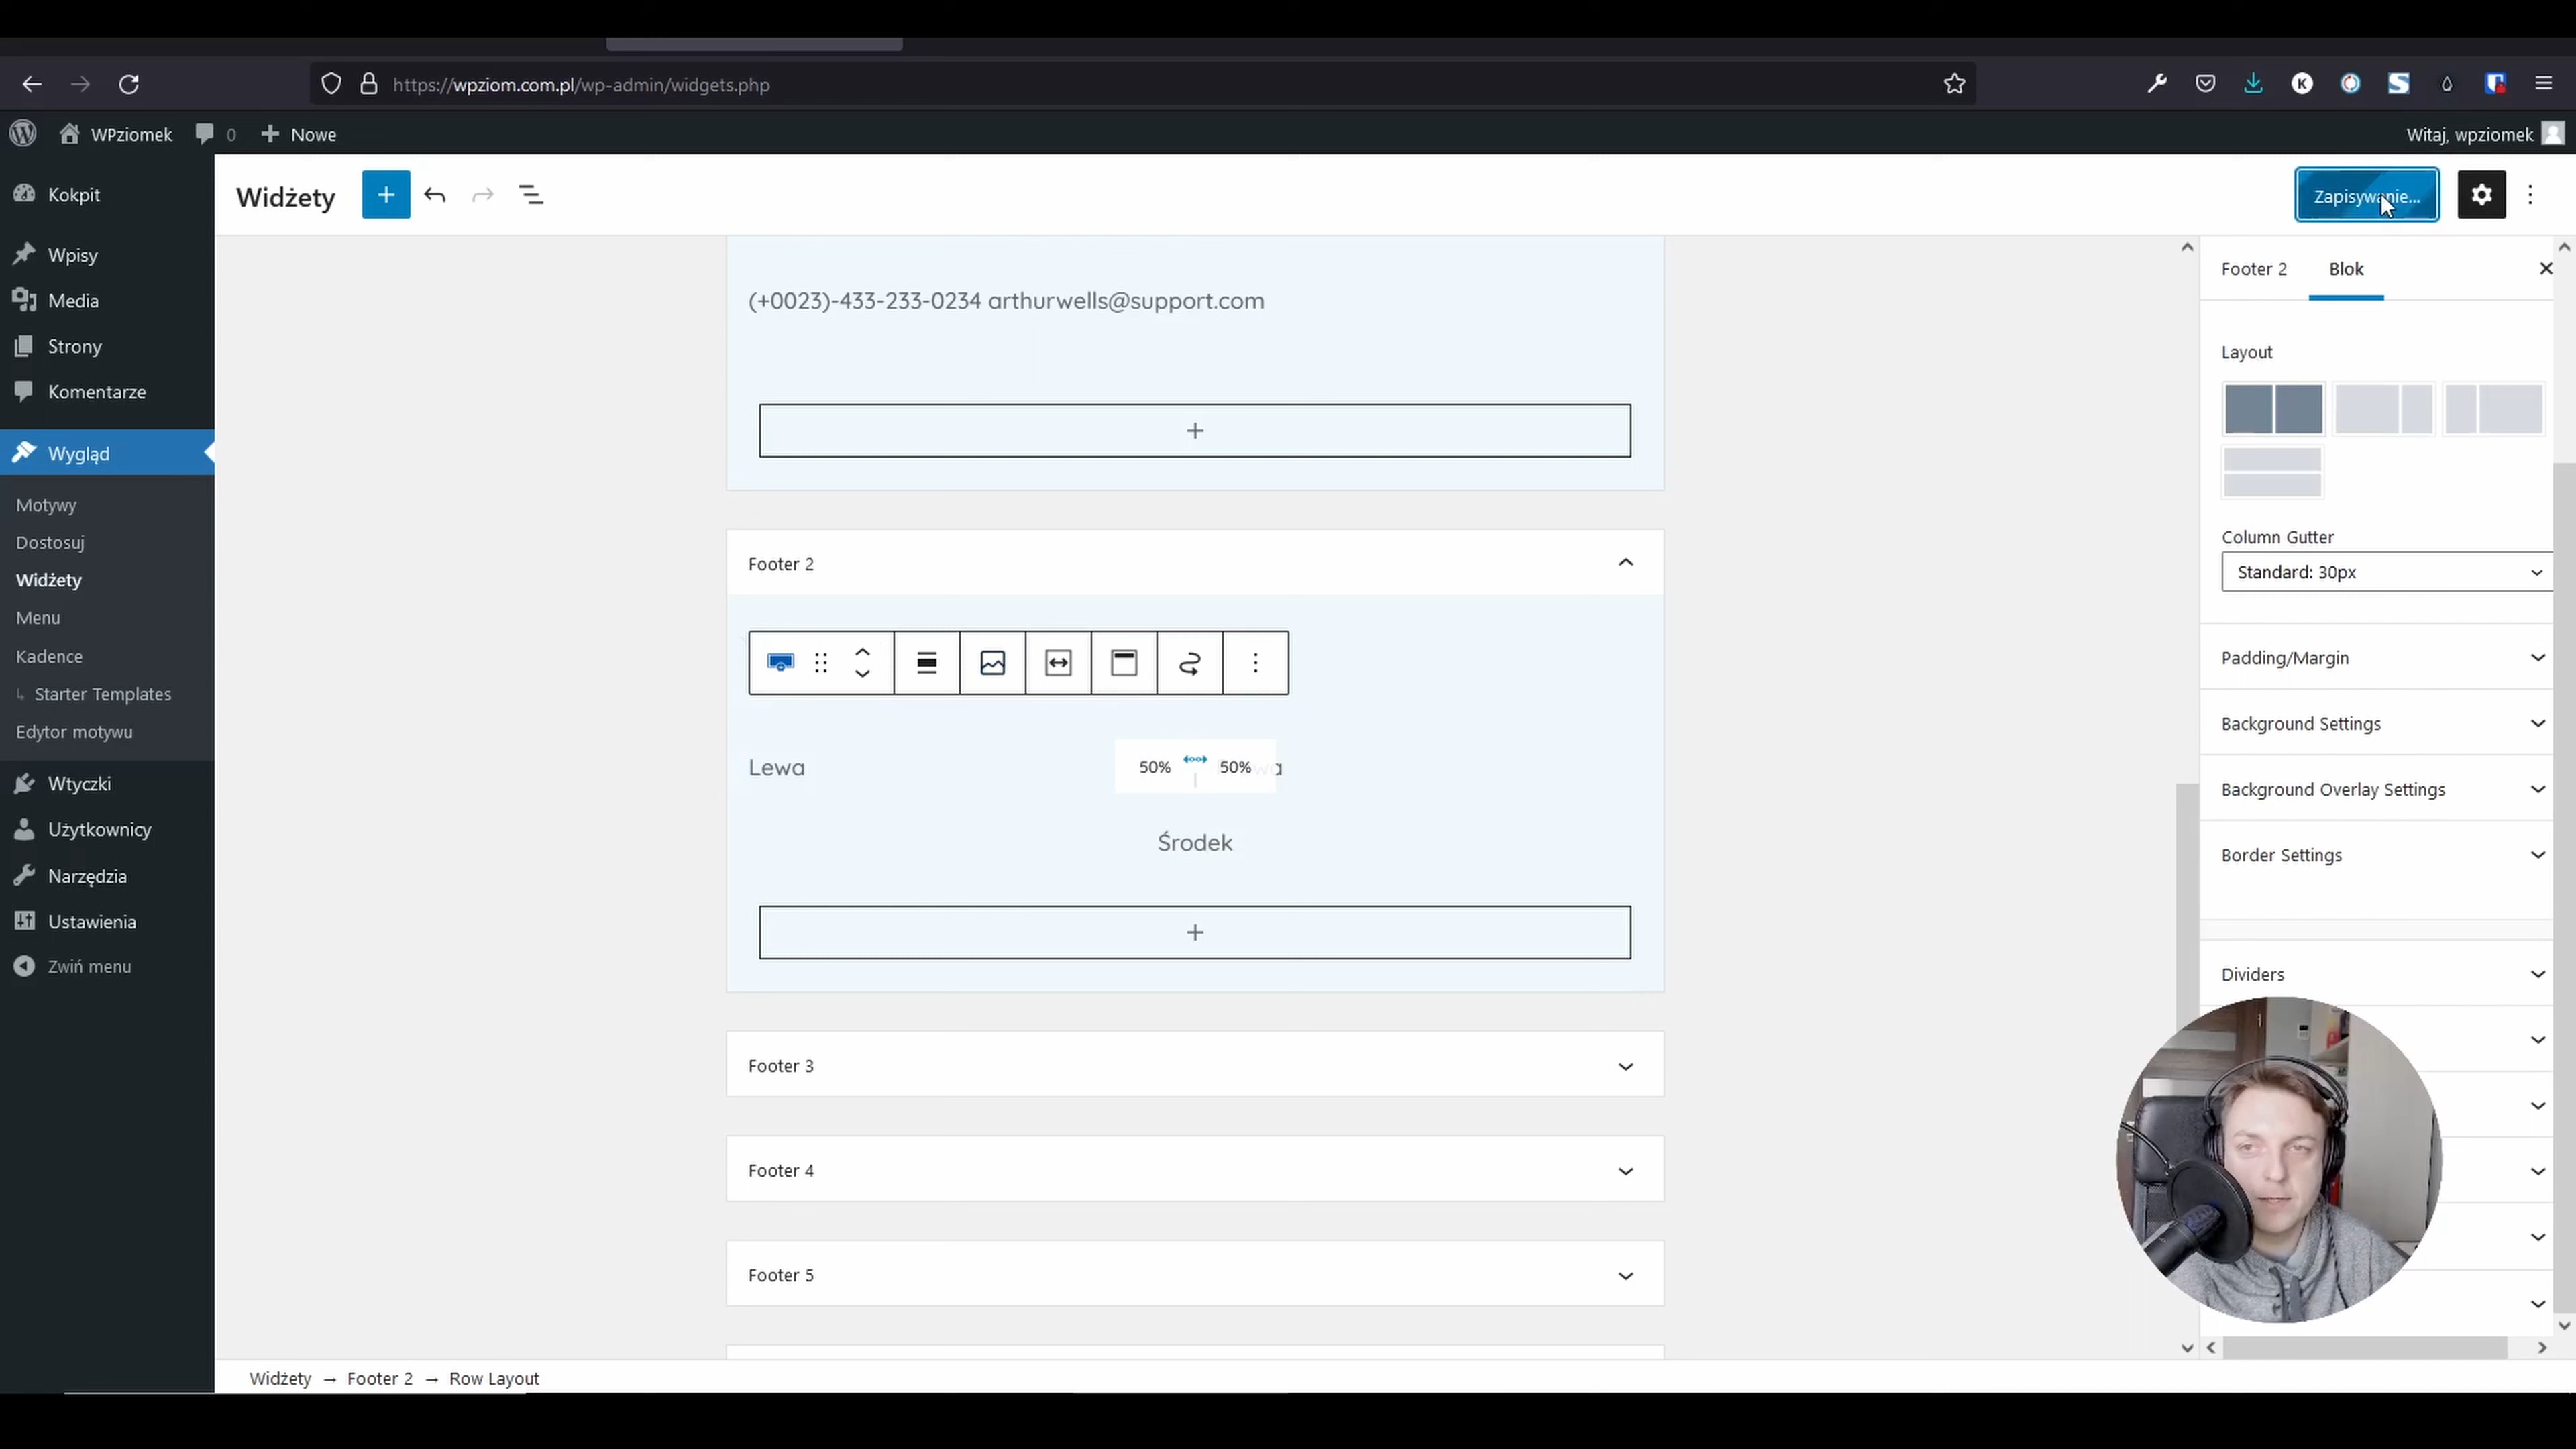 https://wpziom.com.pl/wp-admin/widgets.php
WPziomek 0 Nowe
Witaj, wpziomek
Kokpit
Wpisy
Media
Strony
Komentarze
Wygląd
Motywy
Dostosuj
Widżety
Menu
Kadence
Starter Templates
Edytor motywu
Wtyczki
Użytkownicy
Narzędzia
Ustawienia
Zwiń menu
Widżety
Zapisywanie...
(+0023)-433-233-0234 arthurwells@support.com
Footer 2
Lewa
50% 50%
Środek
Footer 3
Footer 4
Footer 5
Footer 2 Blok
Layout
Column Gutter
Standard: 30px
Padding/Margin
Background Settings
Background Overlay Settings
Border Settings
Dividers
Widżety → Footer 2 → Row Layout